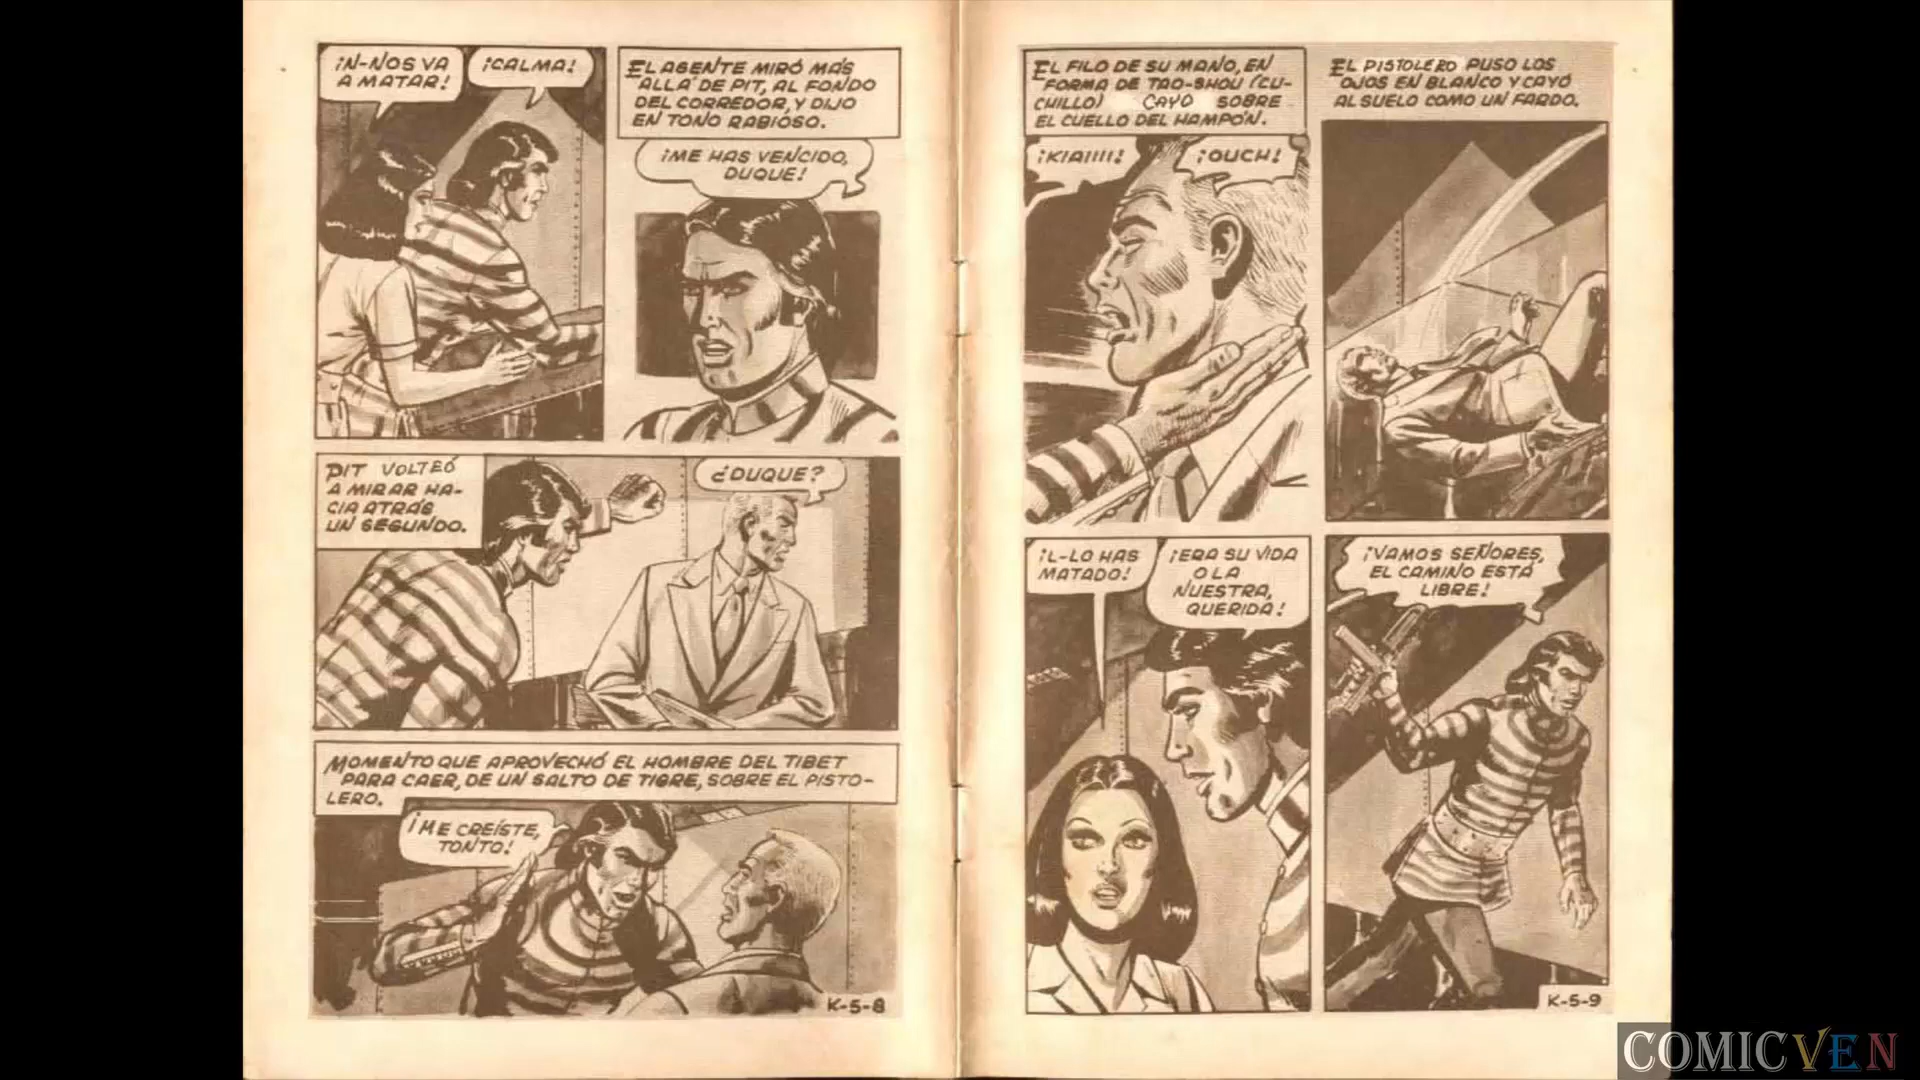 ¡N-NOS VA
A MATAR!
¡CALMA!
EL AGENTE MIRÓ MÁS
ALLÁ DE PIT, AL FONDO
DEL CORREDOR, Y DIJO
EN TONO RABIOSO.
¡ME HAS VENCIDO,
DUQUE!
PIT VOLTEÓ
A MIRAR HA-
CIA ATRÁS
UN SEGUNDO.
¿DUQUE?
MOMENTO QUE APROVECHÓ EL HOMBRE DEL TIBET
PARA CAER, DE UN SALTO DE TIGRE, SOBRE EL PISTO-
LERO.
¡ME CREÍSTE,
TONTO!
K-5-8
EL FILO DE SU MANO, EN
FORMA DE TAO-SHOU (CU-
CHILLO) CAYO SOBRE
EL CUELLO DEL HAMPÓN.
¡KIAIIII!
¡OUCH!
EL PISTOLERO PUSO LOS
OJOS EN BLANCO Y CAYÓ
AL SUELO COMO UN FARDO.
¡L-LO HAS
MATADO!
¡ERA SU VIDA
O LA
NUESTRA,
QUERIDA!
¡VAMOS SEÑORES,
EL CAMINO ESTÁ
LIBRE!
K-5-9
COMICVEN